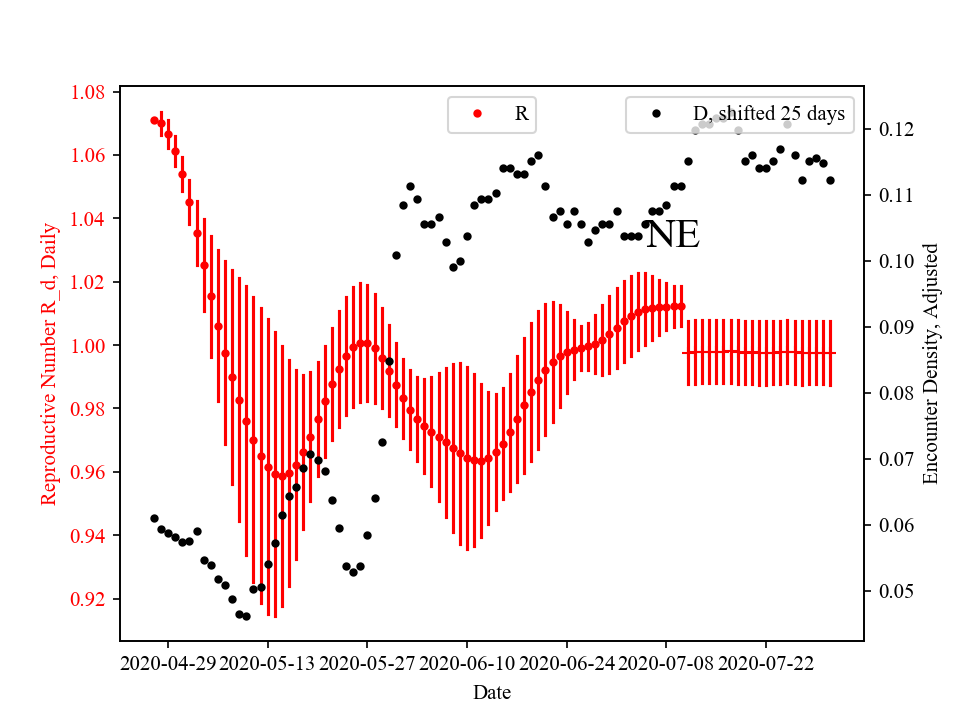 R
D, shifted 25 days
NE
1.08
1.06
1.04
1.02
1.00
0.98
0.96
0.94
0.92
Reproductive Number R_d, Daily
0.12
0.11
0.10
0.09
0.08
0.07
0.06
0.05
Encounter Density, Adjusted
2020-04-29 2020-05-13 2020-05-27 2020-06-10 2020-06-24 2020-07-08 2020-07-22
Date